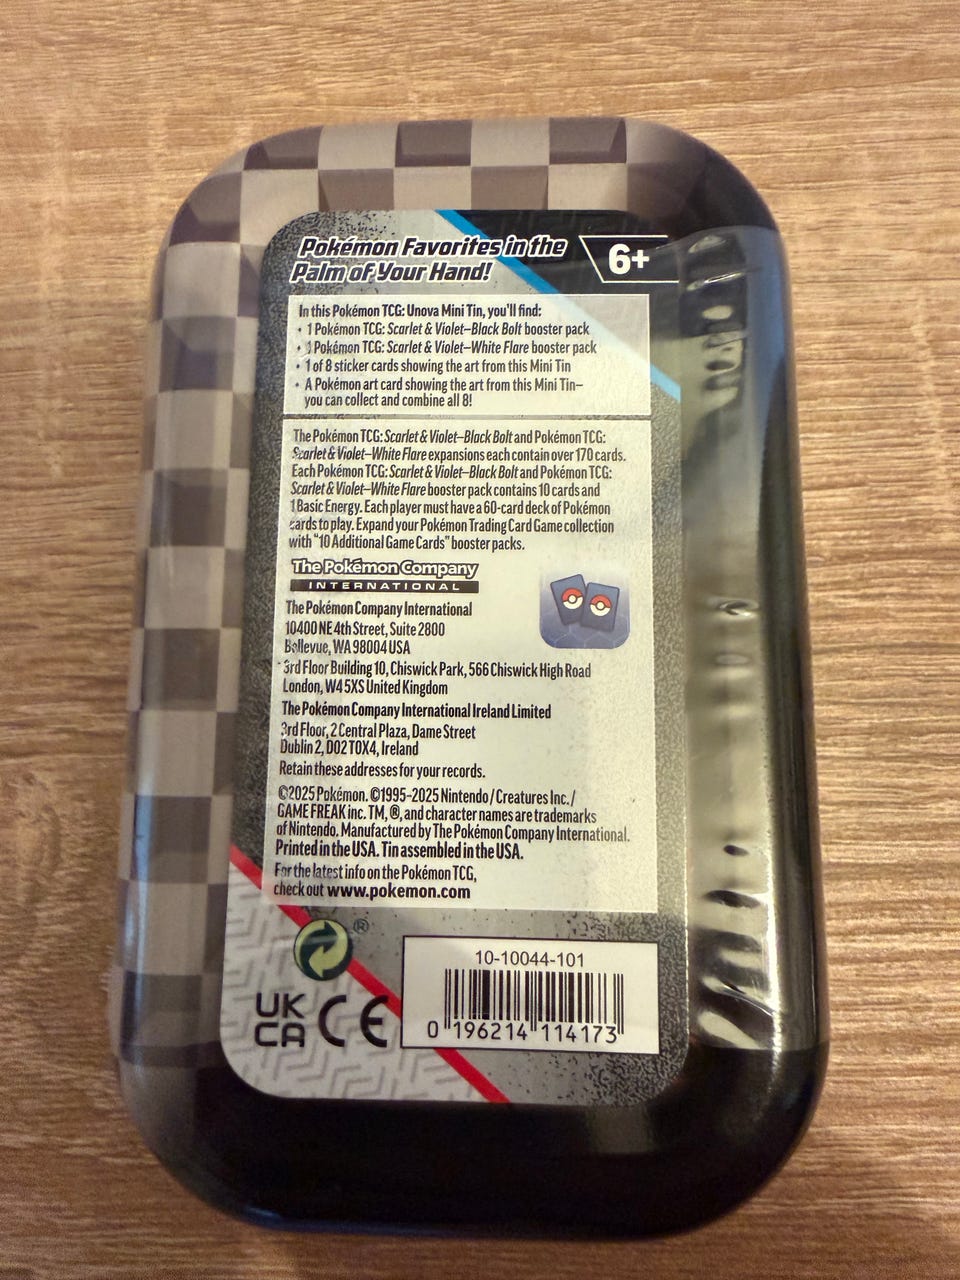 Pokémon Favorites in the
Palm of Your Hand!
6+
In this Pokémon TCG: Unova Mini Tin, you'll find:
• 1 Pokémon TCG: Scarlet & Violet–Black Bolt booster pack
• 1 Pokémon TCG: Scarlet & Violet–White Flare booster pack
• 1 of 8 sticker cards showing the art from this Mini Tin
• A Pokémon art card showing the art from this Mini Tin–
you can collect and combine all 8!
The Pokémon TCG: Scarlet & Violet–Black Bolt and Pokémon TCG:
Scarlet & Violet–White Flare expansions each contain over 170 cards.
Each Pokémon TCG: Scarlet & Violet–Black Bolt and Pokémon TCG:
Scarlet & Violet–White Flare booster pack contains 10 cards and
1 Basic Energy. Each player must have a 60-card deck of Pokémon
cards to play. Expand your Pokémon Trading Card Game collection
with “10 Additional Game Cards” booster packs.
The Pokémon Company
INTERNATIONAL
The Pokémon Company International
10400 NE 4th Street, Suite 2800
Bellevue, WA 98004 USA
3rd Floor Building 10, Chiswick Park, 566 Chiswick High Road
London, W4 5XS United Kingdom
The Pokémon Company International Ireland Limited
3rd Floor, 2 Central Plaza, Dame Street
Dublin 2, D02 T0X4, Ireland
Retain these addresses for your records.
©2025 Pokémon. ©1995–2025 Nintendo / Creatures Inc. /
GAME FREAK inc. TM, ®, and character names are trademarks
of Nintendo. Manufactured by The Pokémon Company International.
Printed in the USA. Tin assembled in the USA.
For the latest info on the Pokémon TCG,
check out www.pokemon.com
®
UK
CA CE
10-10044-101
0 196214 114173